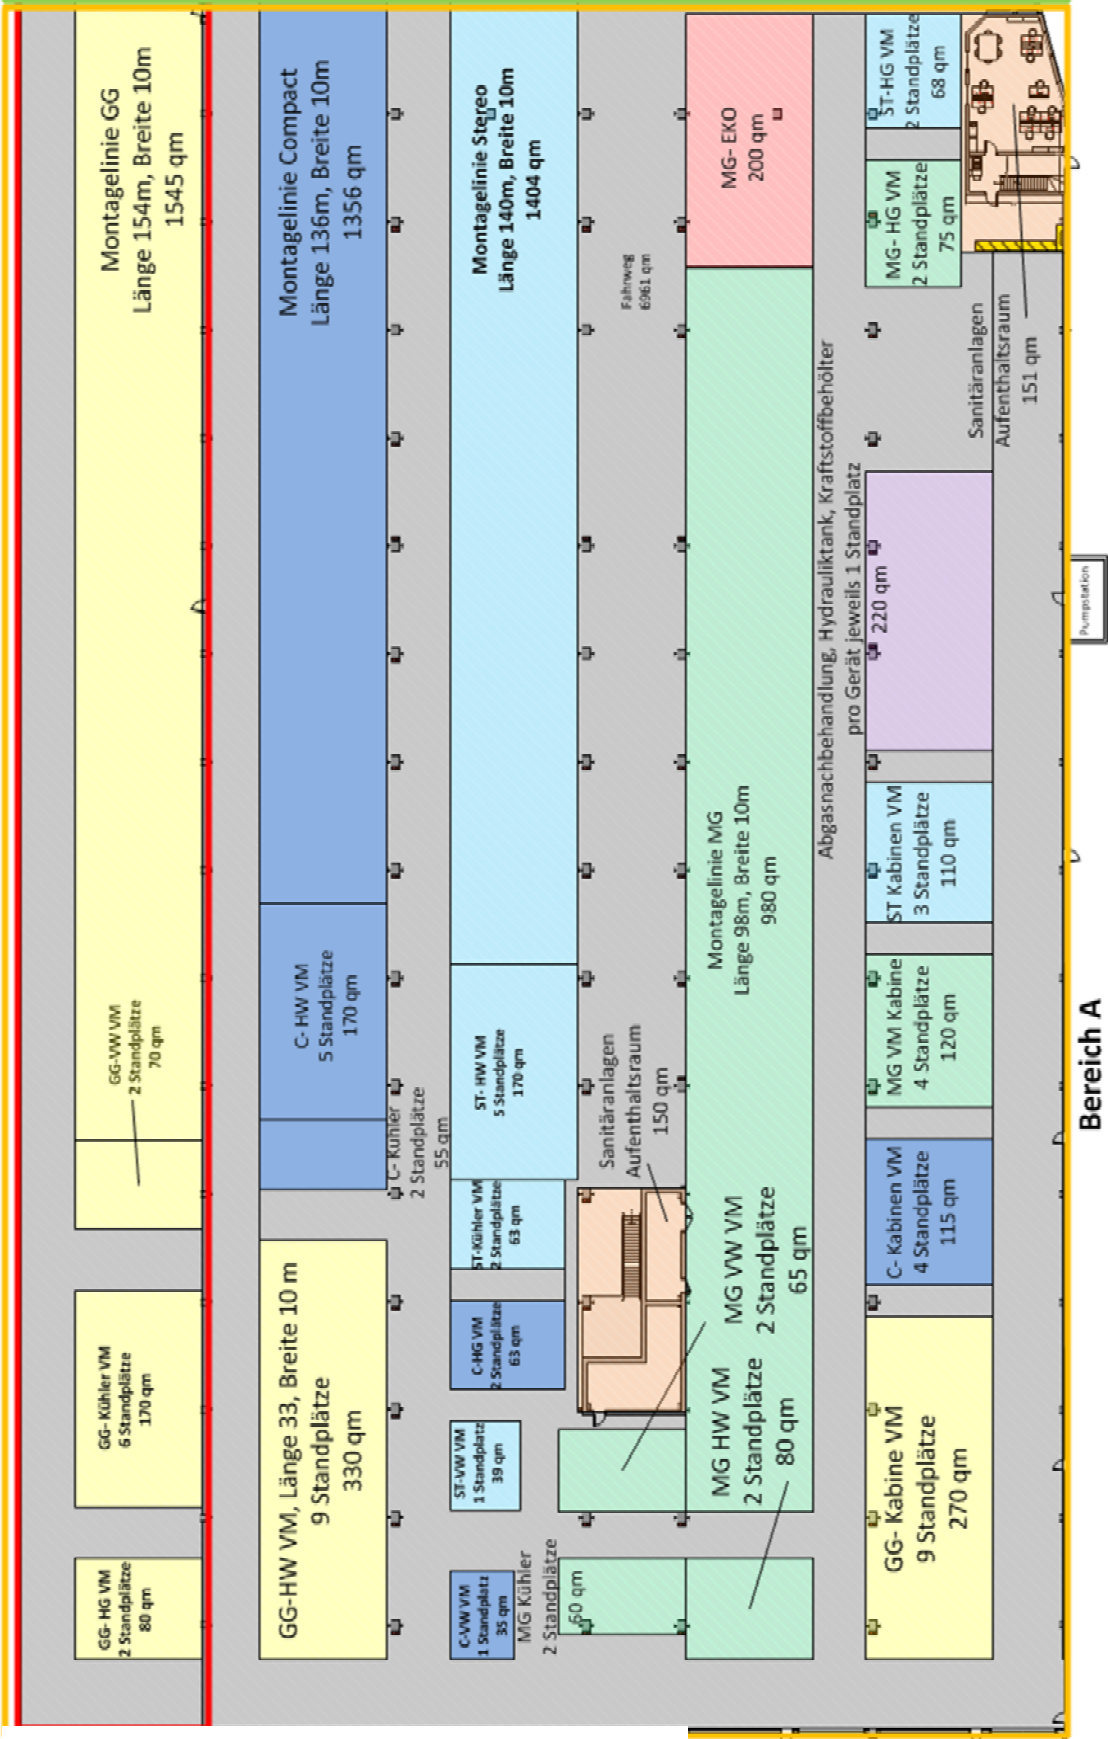 Montagelinie GG
Länge 154m, Breite 10m
1545 qm
GG-VW VM
2 Standplätze
70 qm
GG- Kühler VM
6 Standplätze
170 qm
GG- HG VM
2 Standplätze
80 qm
Montagelinie Compact
Länge 136m, Breite 10m
1356 qm
C- HW VM
5 Standplätze
170 qm
C- Kühler
2 Standplätze
55 qm
GG-HW VM, Länge 33, Breite 10 m
9 Standplätze
330 qm
Montagelinie Stereo
Länge 140m, Breite 10m
1404 qm
ST- HW VM
5 Standplätze
170 qm
ST-Kühler VM
2 Standplätze
63 qm
C-HG VM
2 Standplätze
63 qm
ST-VW VM
1 Standplatz
39 qm
C-VW VM
1 Standplatz
35 qm
MG Kühler
2 Standplätze
60 qm
Fahrweg
6961 qm
Sanitäranlagen
Aufenthaltsraum
150 qm
MG- EKO
200 qm
Montagelinie MG
Länge 98m, Breite 10m
980 qm
MG VW VM
2 Standplätze
65 qm
MG HW VM
2 Standplätze
80 qm
Abgasnachbehandlung, Hydrauliktank, Kraftstoffbehölter
pro Gerät jeweils 1 Standplatz
220 qm
ST-HG VM
2 Standplätze
68 qm
MG- HG VM
2 Standplätze
75 qm
ST Kabinen VM
3 Standplätze
110 qm
MG VM Kabine
4 Standplätze
120 qm
C- Kabinen VM
4 Standplätze
115 qm
GG- Kabine VM
9 Standplätze
270 qm
Sanitäranlagen
Aufenthaltsraum
151 qm
Pumpstation
Bereich A